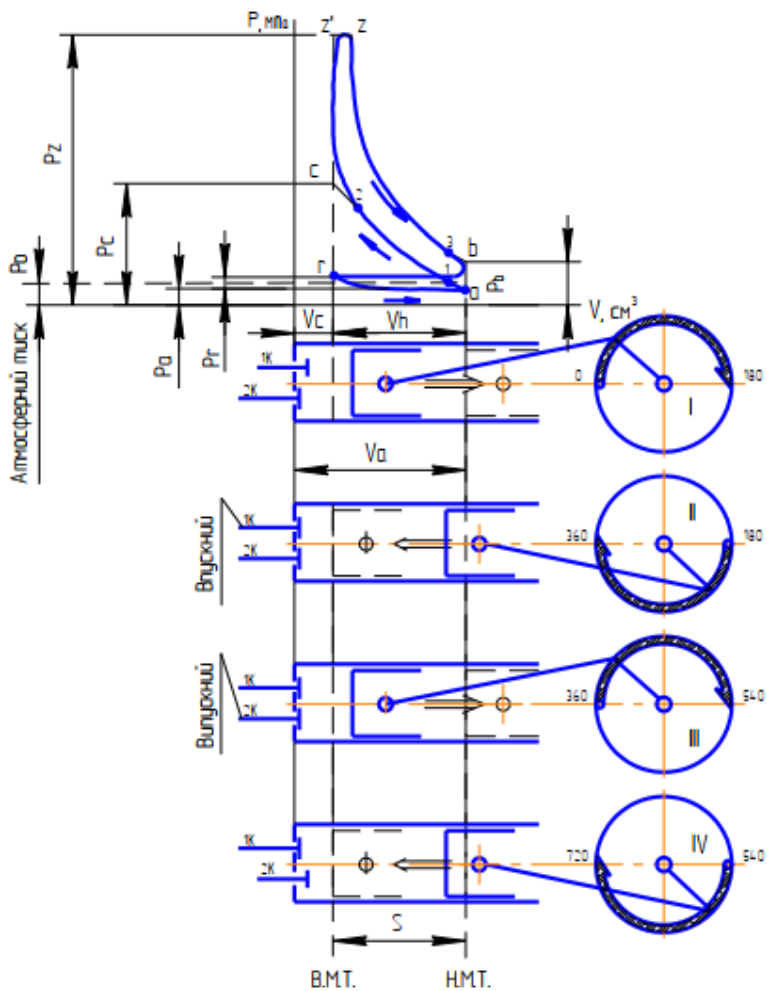 P, мпа
z'
z
Pz
c
2
Pc
3
b
P0
r
1
a
Pb
Атмосферний тиск
Pa
Pr
Vc
Vh
V, см³
1К
2К
0
180
I
Va
Впускний
1К
2К
360
180
II
Випускний
1К
2К
360
540
III
1К
2К
720
540
IV
S
В.М.Т.
Н.М.Т.